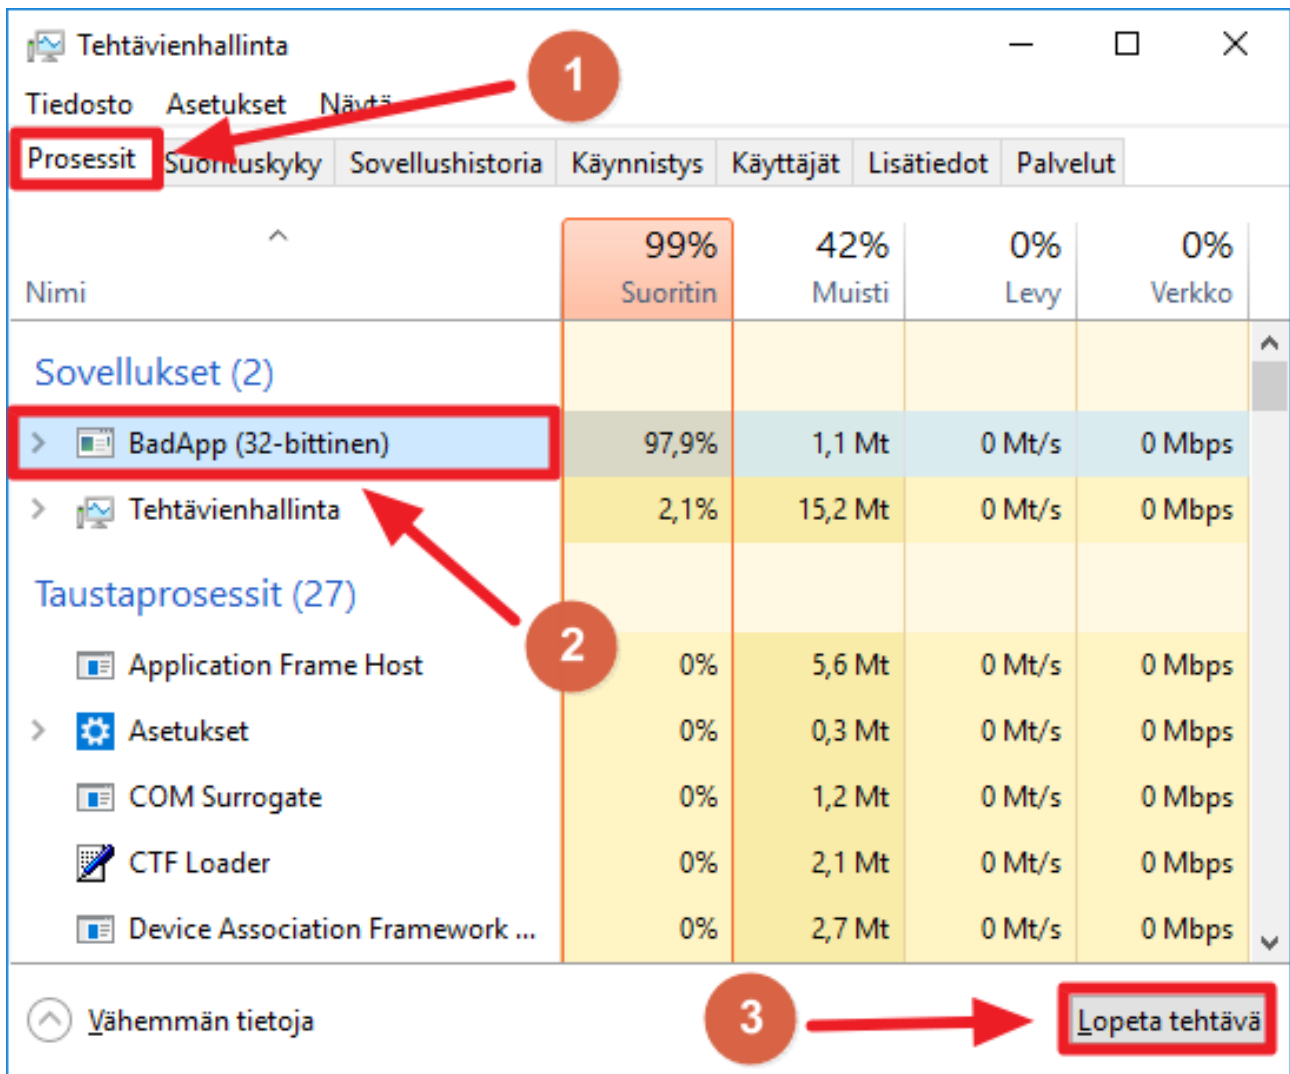 Tehtävienhallinta
1
Tiedosto Asetukset Näytä
Prosessit Suorituskyky Sovellushistoria Käynnistys Käyttäjät Lisätiedot Palvelut
99% 42% 0% 0%
Nimi Suoritin Muisti Levy Verkko
Sovellukset (2)
BadApp (32-bittinen) 97,9% 1,1 Mt 0 Mt/s 0 Mbps
Tehtävienhallinta 2,1% 15,2 Mt 0 Mt/s 0 Mbps
Taustaprosessit (27)
2
Application Frame Host 0% 5,6 Mt 0 Mt/s 0 Mbps
Asetukset 0% 0,3 Mt 0 Mt/s 0 Mbps
COM Surrogate 0% 1,2 Mt 0 Mt/s 0 Mbps
CTF Loader 0% 2,1 Mt 0 Mt/s 0 Mbps
Device Association Framework ... 0% 2,7 Mt 0 Mt/s 0 Mbps
Vähemmän tietoja 3 Lopeta tehtävä